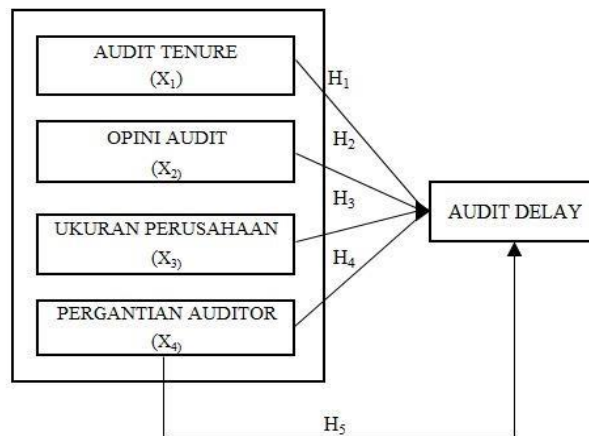 AUDIT TENURE
(X₁)
H₁
OPINI AUDIT
(X₂)
H₂
UKURAN PERUSAHAAN
(X₃)
H₃
PERGANTIAN AUDITOR
(X₄)
H₄
AUDIT DELAY
H₅